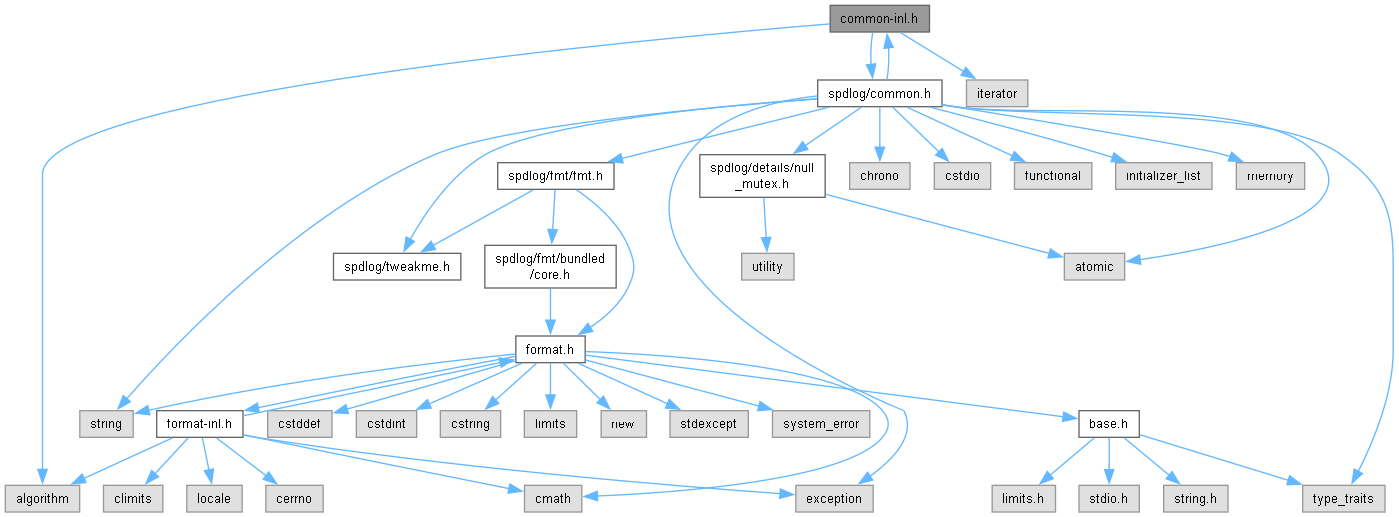 common-inl.h
spdlog/common.h
iterator
spdlog/fmt/fmt.h
spdlog/details/null
_mutex.h
chrono
cstdio
functional
initializer_list
memory
spdlog/tweakme.h
spdlog/fmt/bundled
/core.h
utility
atomic
format.h
string
format-inl.h
cstddef
cstdint
cstring
limits
new
stdexcept
system_error
base.h
algorithm
climits
locale
cerrno
cmath
exception
limits.h
stdio.h
string.h
type_traits